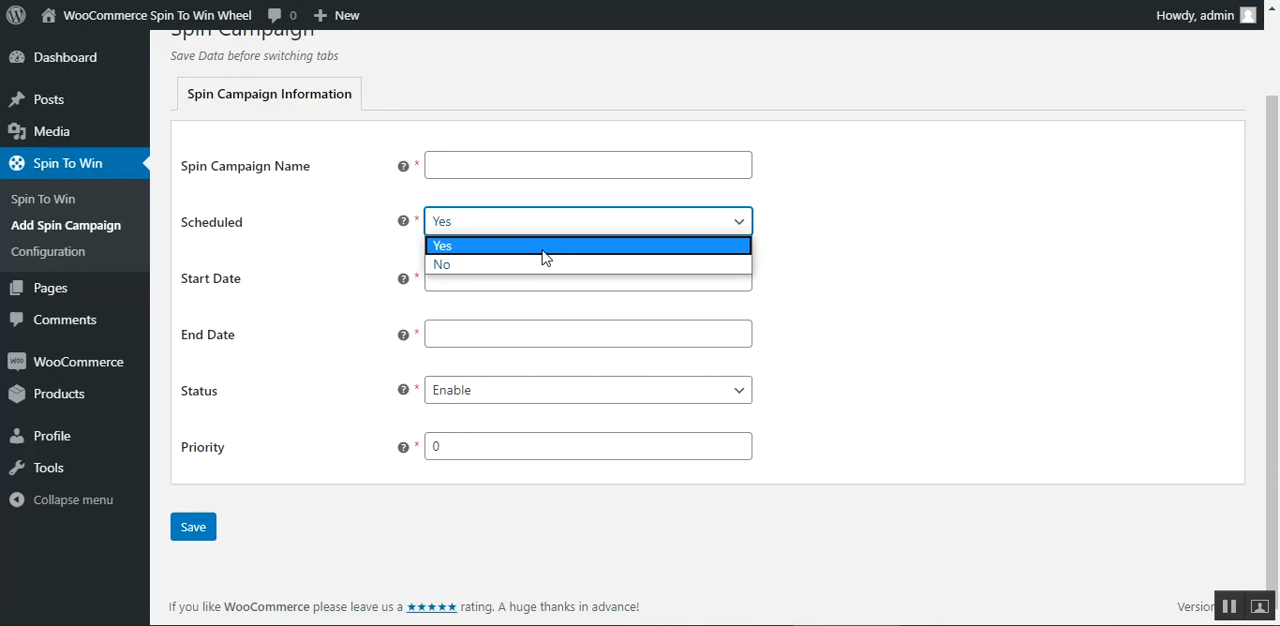 WooCommerce Spin To Win Wheel 0 New Howdy, admin
Spin Campaign
Save Data before switching tabs
Spin Campaign Information
Dashboard
Posts
Media
Spin To Win
Spin To Win
Add Spin Campaign
Configuration
Pages
Comments
WOO WooCommerce
Products
Profile
Tools
Collapse menu
Spin Campaign Name ? *
Scheduled ? * Yes
Yes
No
Start Date ? *
End Date ? *
Status ? * Enable
Priority ? * 0
Save
If you like WooCommerce please leave us a ★★★★★ rating. A huge thanks in advance!